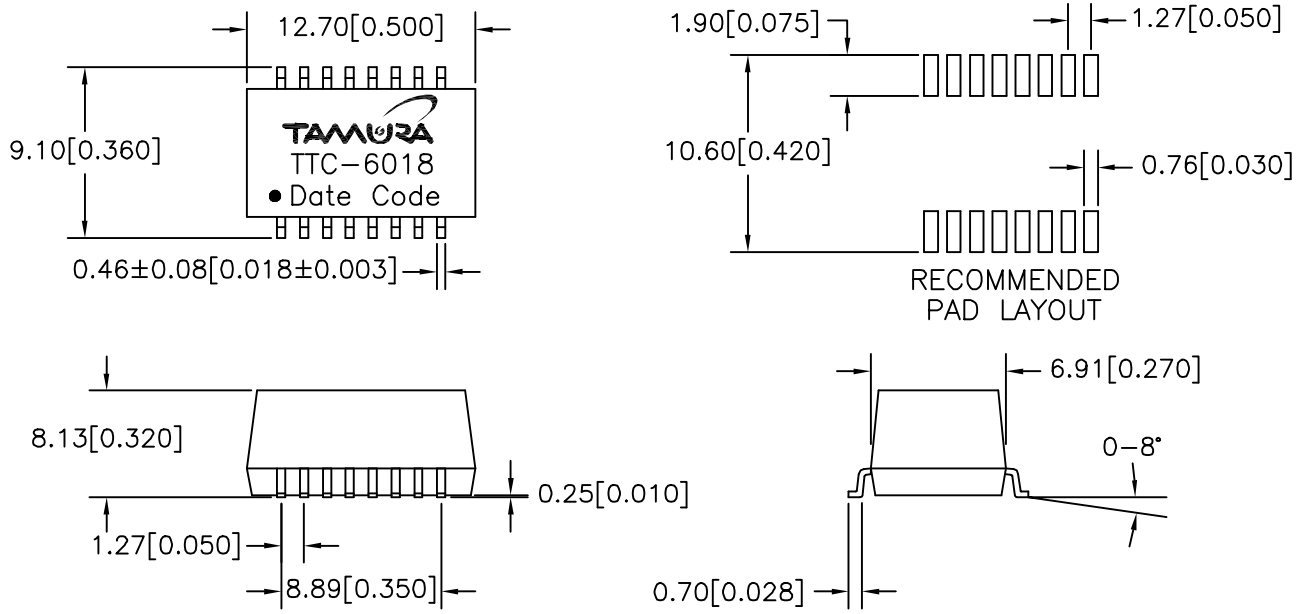 12.70[0.500]
1.90[0.075]
1.27[0.050]
9.10[0.360]
TAMURA
TTC-6018
Date Code
10.60[0.420]
0.76[0.030]
0.46±0.08[0.018±0.003]
RECOMMENDED
PAD LAYOUT
8.13[0.320]
0.25[0.010]
1.27[0.050]
8.89[0.350]
6.91[0.270]
0-8°
0.70[0.028]